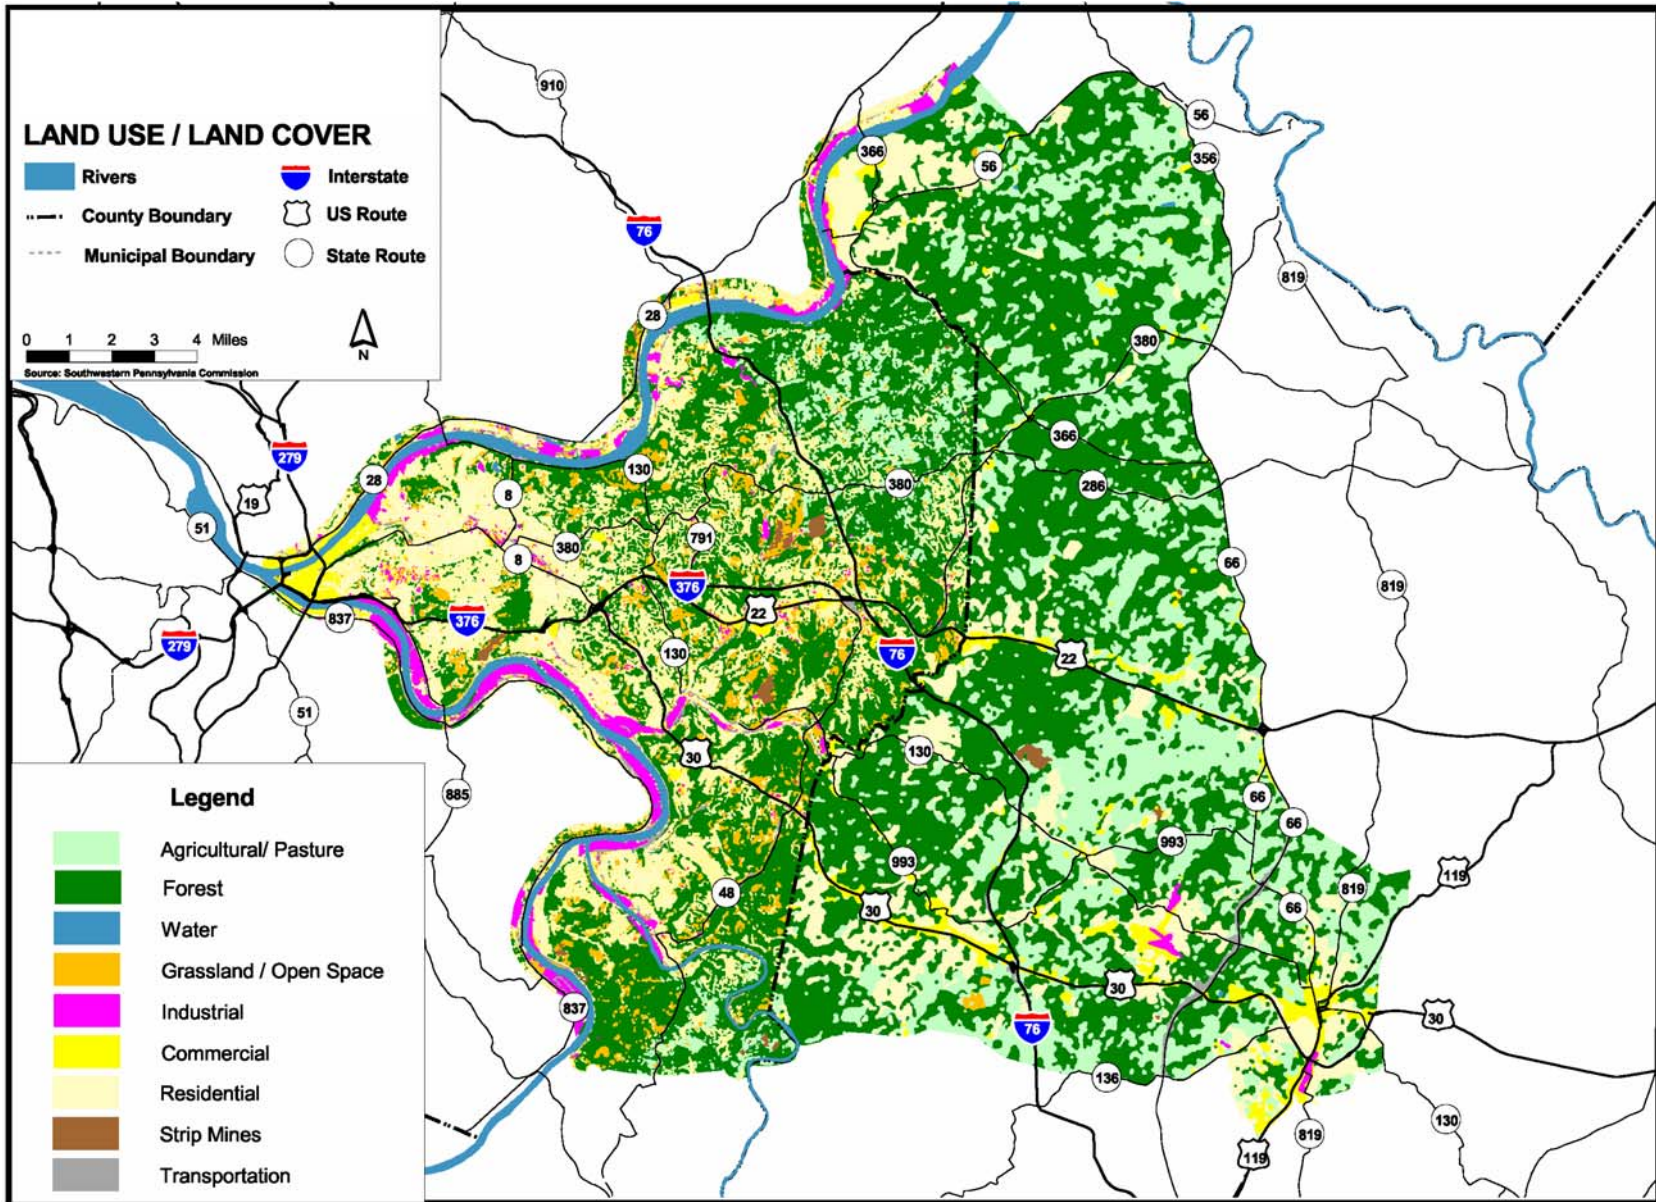 LAND USE / LAND COVER
Rivers
Interstate
County Boundary
US Route
Municipal Boundary
State Route
0 1 2 3 4 Miles
N
Source: Southwestern Pennsylvania Commission
910
56
356
366
56
76
819
28
380
366
279
28
130
8
380
286
19
51
791
8
380
66
819
376
837
376
22
279
130
76
22
51
30
130
885
66
66
993
993
119
819
48
66
30
837
30
76
30
136
130
819
119
Legend
Agricultural/ Pasture
Forest
Water
Grassland / Open Space
Industrial
Commercial
Residential
Strip Mines
Transportation